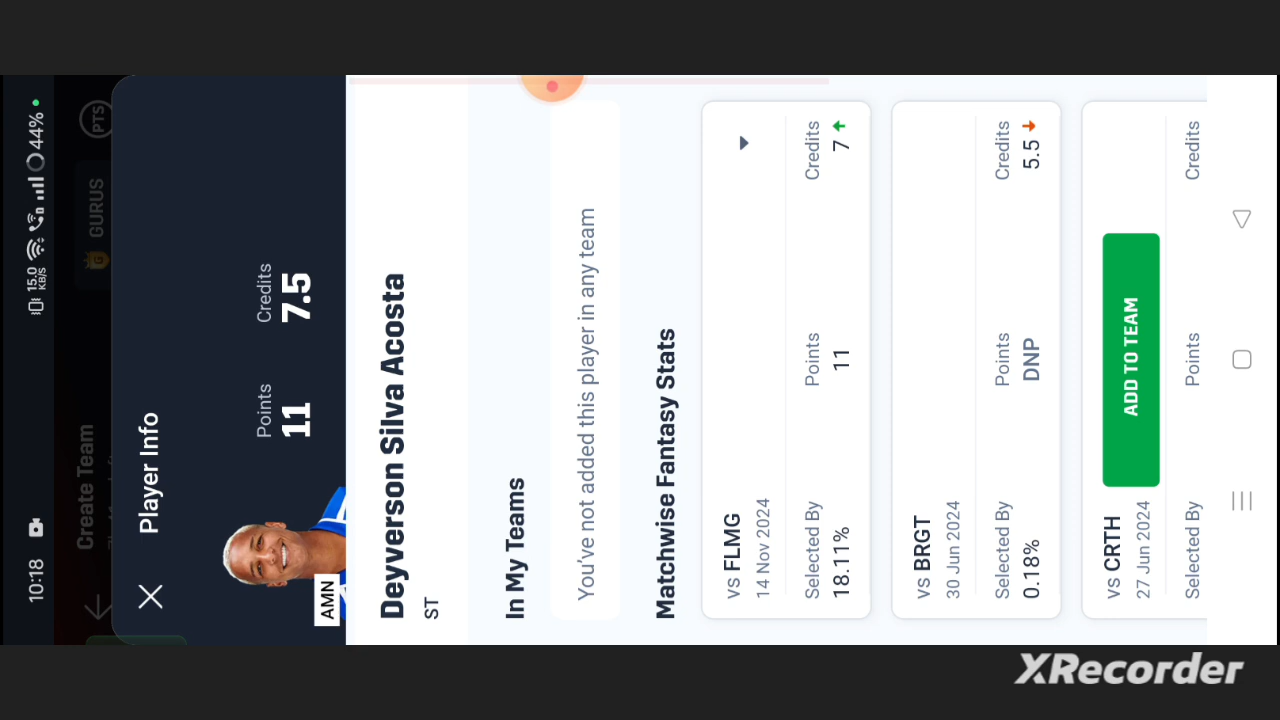 10:18
15.0
KB/S
44%
Create Team
PTS
GURUS
Player Info
Points
Credits
11
7.5
AMN
Deyverson Silva Acosta
ST
In My Teams
You've not added this player in any team
Matchwise Fantasy Stats
vs FLMG
14 Nov 2024
Selected By
Points
Credits
18.11%
11
7
vs BRGT
30 Jun 2024
Selected By
Points
Credits
0.18%
DNP
5.5
vs CRTH
27 Jun 2024
ADD TO TEAM
Selected By
Points
Credits
XRecorder